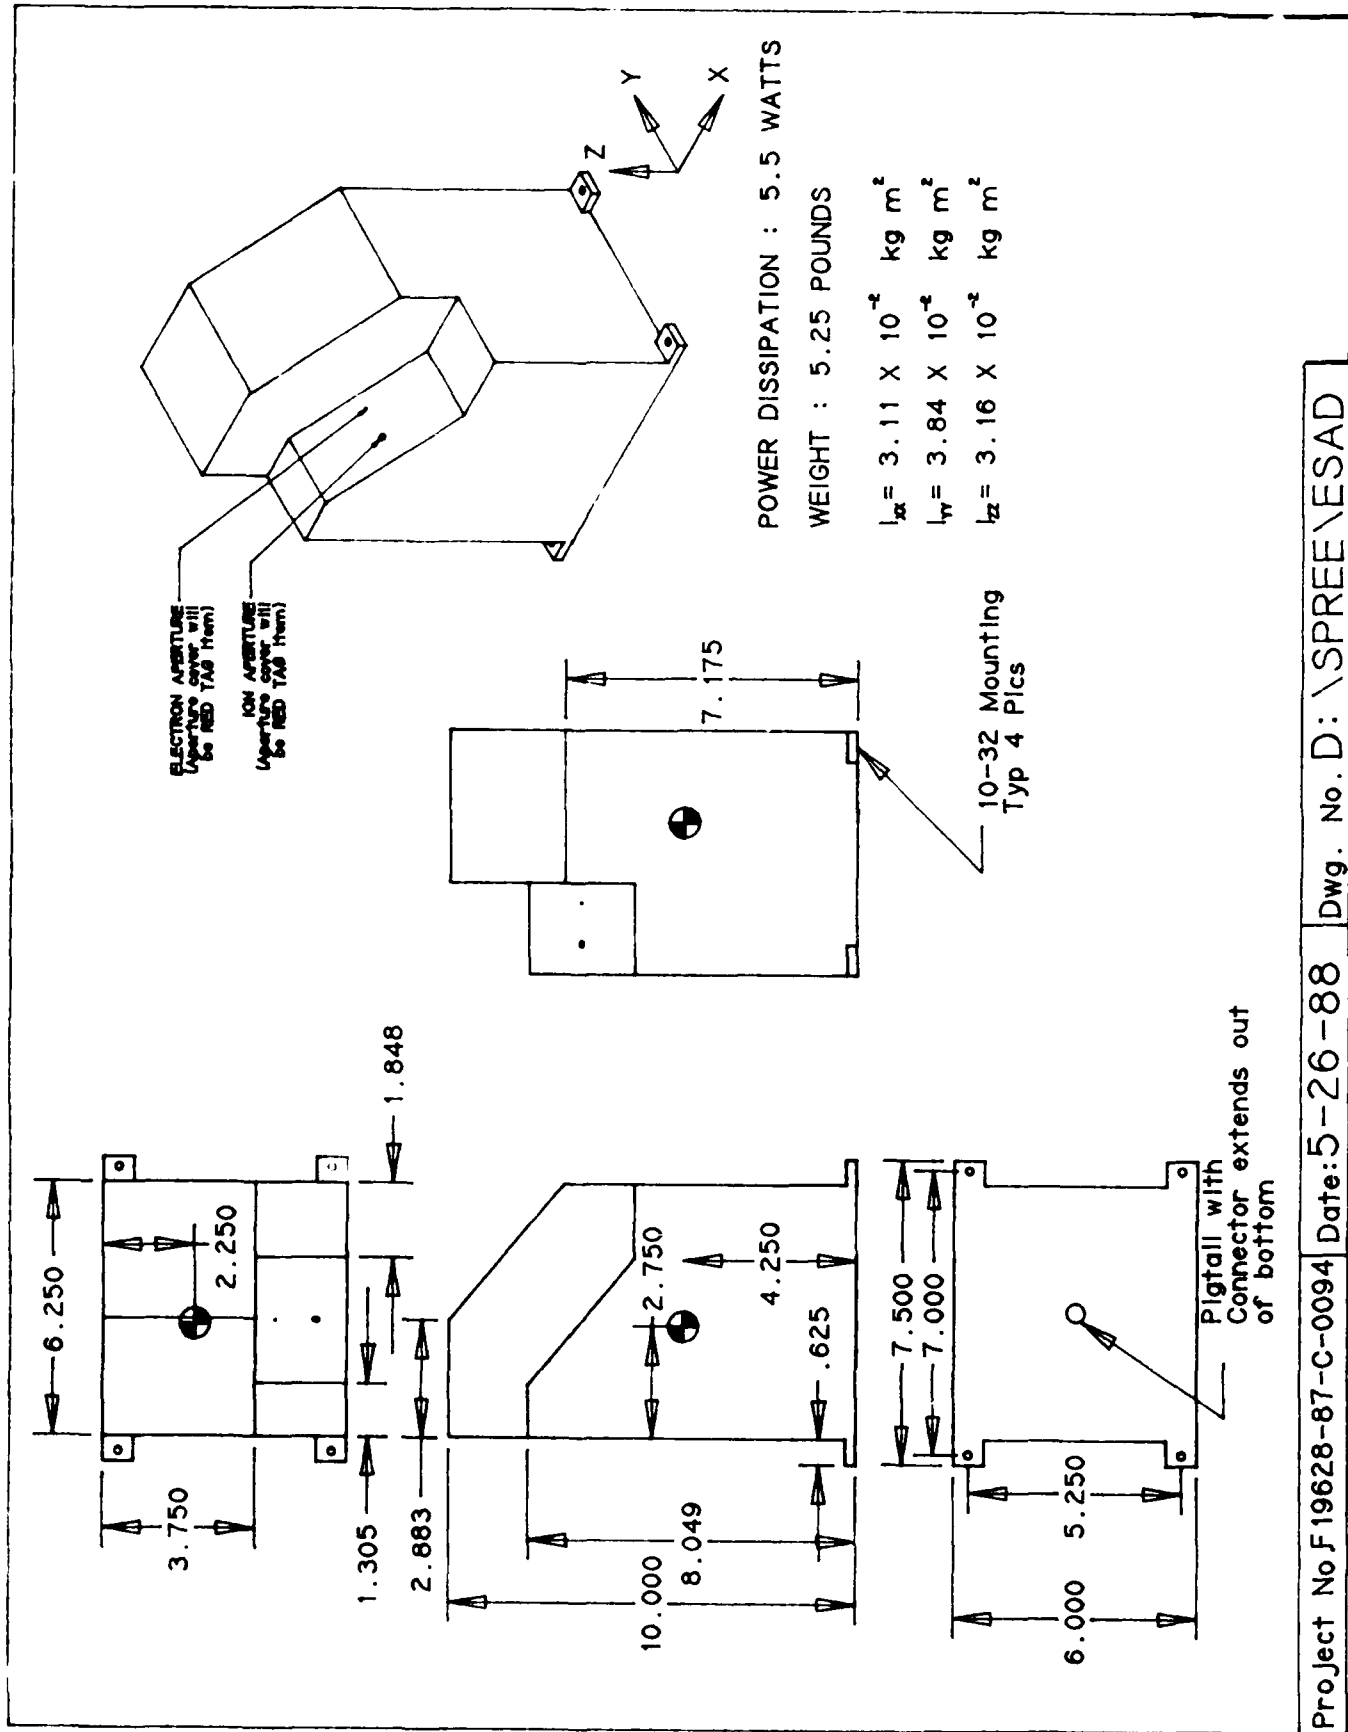 ELECTRON APERTURE
(Aperture cover will
be RED TAG Item)
ION APERTURE
(Aperture cover will
be RED TAG Item)
Z
Y
X
POWER DISSIPATION : 5.5 WATTS
WEIGHT : 5.25 POUNDS
Ixx= 3.11 X 10⁻² kg m²
Iyy= 3.84 X 10⁻² kg m²
Izz= 3.16 X 10⁻² kg m²
6.250
2.250
3.750
1.305
1.848
2.883
2.750
4.250
.625
10.000
8.049
7.175
10-32 Mounting
Typ 4 Plcs
7.500
7.000
5.250
6.000
Pigtail with
Connector extends out
of bottom
Project No F19628-87-C-0094
Date:5-26-88
Dwg. No. D:\SPREE\ESAD